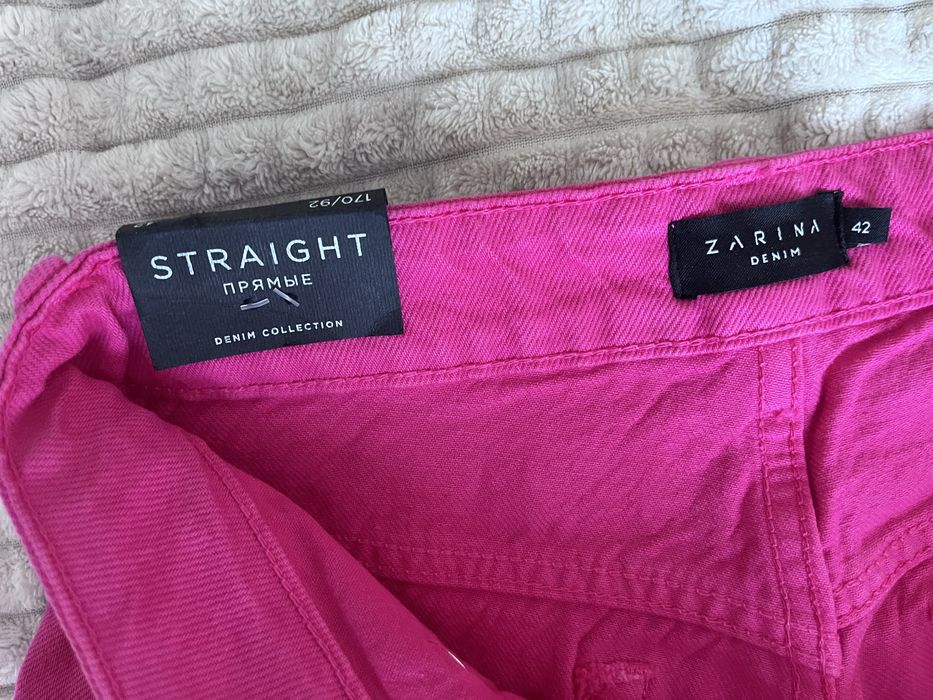 170/92
STRAIGHT
ПРЯМЫЕ
DENIM COLLECTION
ZARINA
DENIM
42